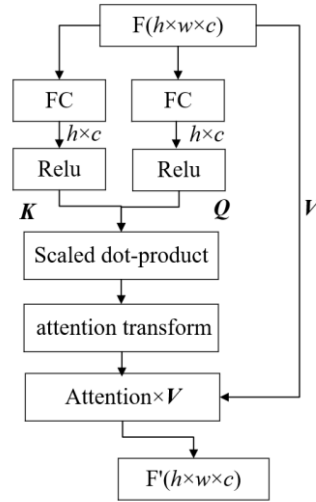 F(h×w×c)
FC
FC
h×c
h×c
Relu
Relu
K
Q
V
Scaled dot-product
attention transform
Attention×V
F'(h×w×c)